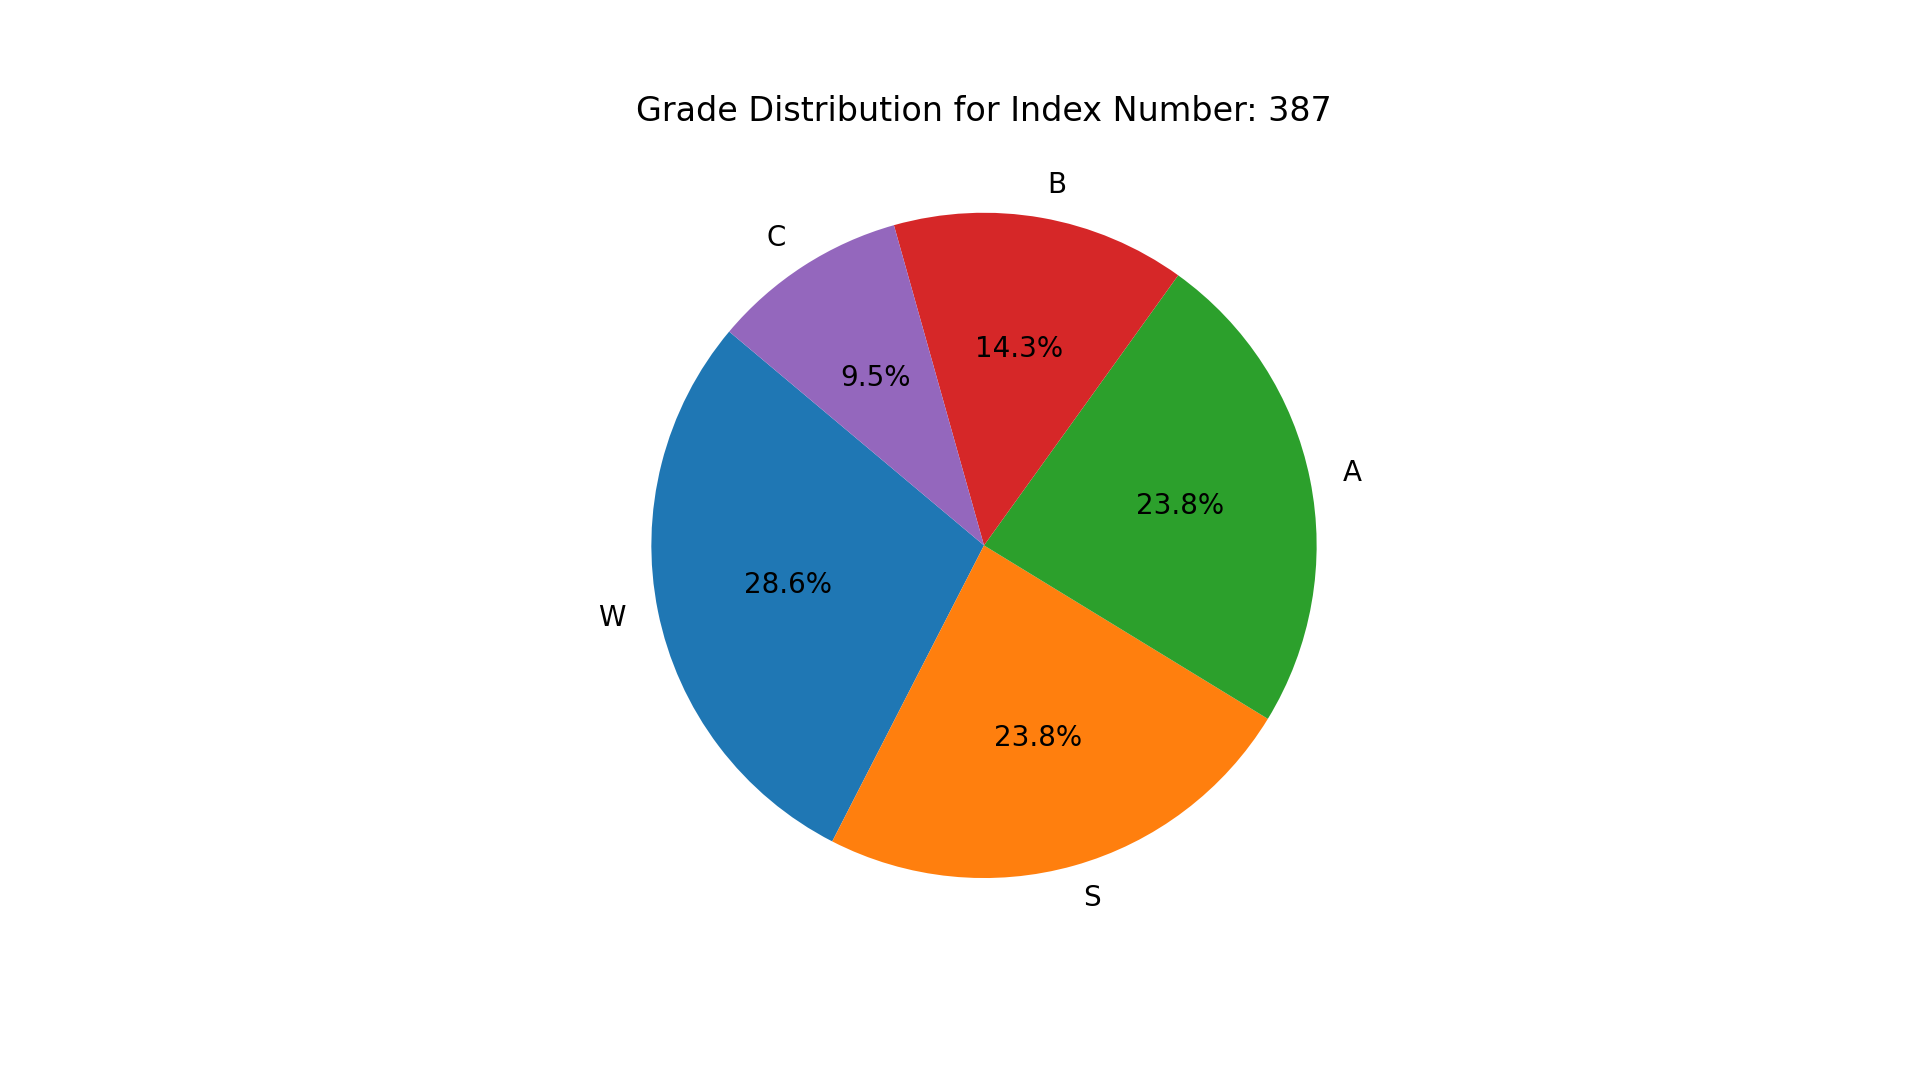 Grade Distribution for Index Number: 387
B
C
14.3%
9.5%
A
23.8%
28.6%
W
23.8%
S